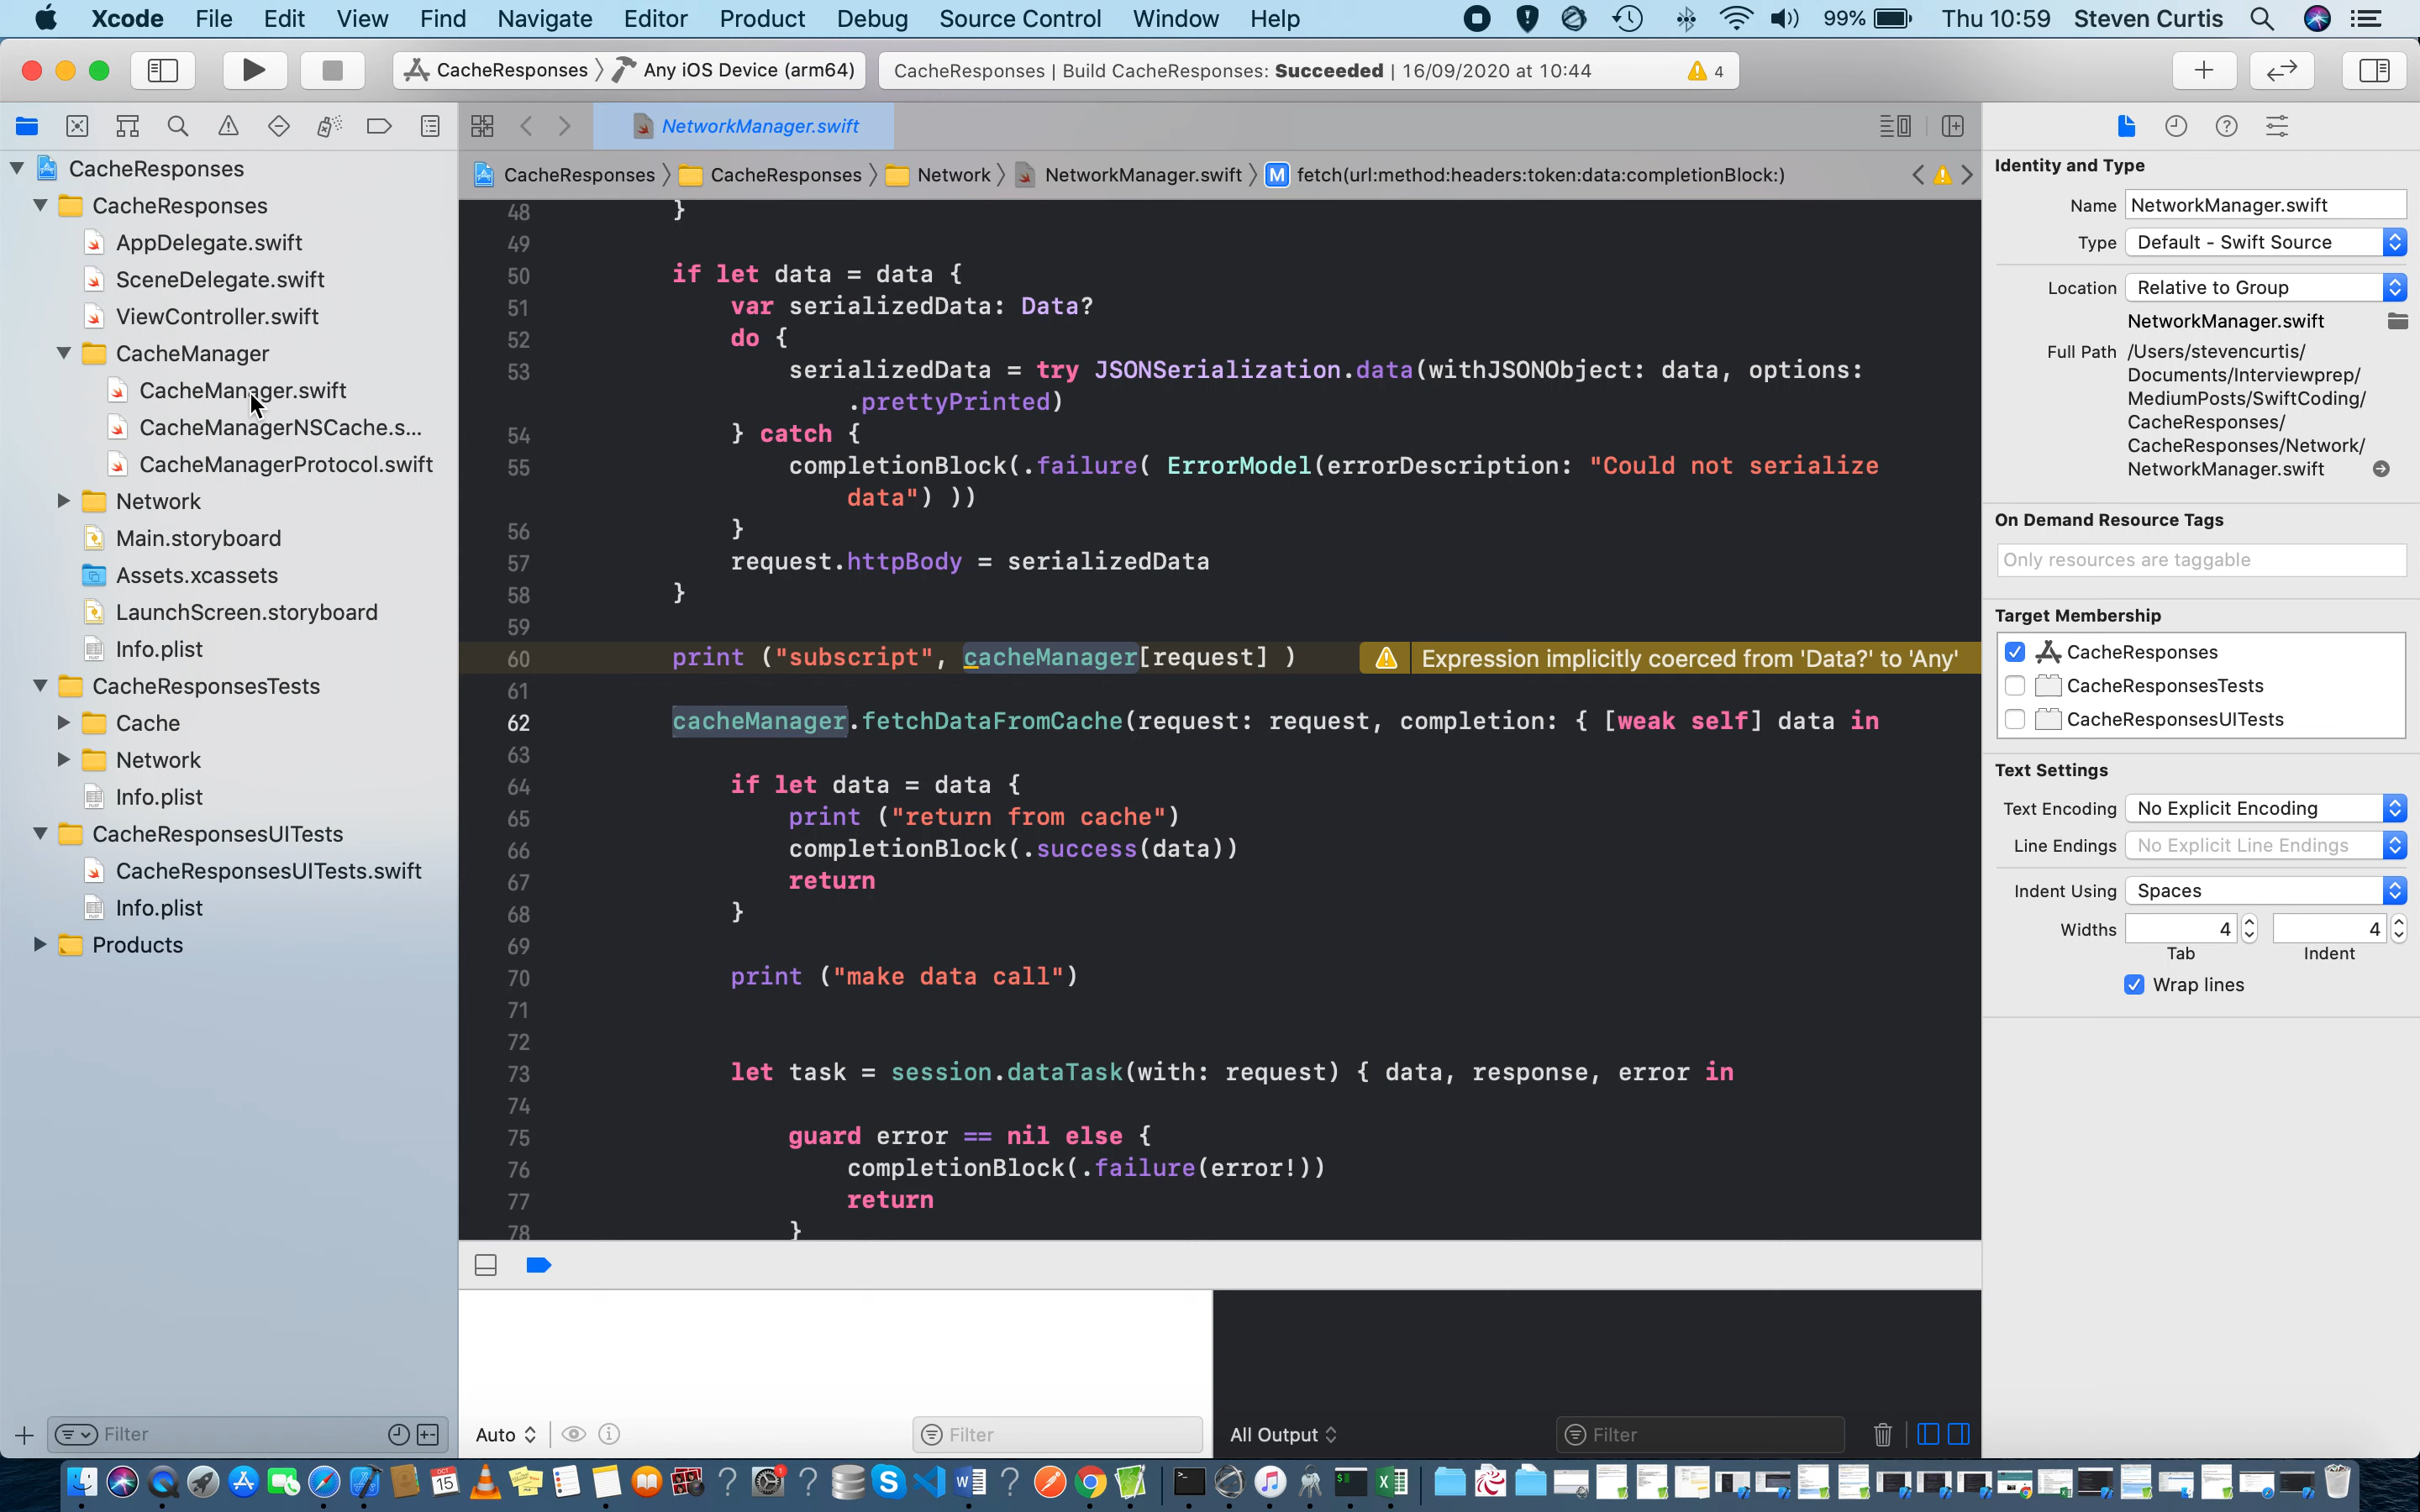 Xcode File Edit View Find Navigate Editor Product Debug Source Control Window Help 99% Thu 10:59 Steven Curtis
CacheResponses Any iOS Device (arm64) CacheResponses | Build CacheResponses: Succeeded | 16/09/2020 at 10:44 4
NetworkManager.swift
CacheResponses
CacheResponses
AppDelegate.swift
SceneDelegate.swift
ViewController.swift
CacheManager
CacheManager.swift
CacheManagerNSCache.s...
CacheManagerProtocol.swift
Network
Main.storyboard
Assets.xcassets
LaunchScreen.storyboard
Info.plist
CacheResponsesTests
Cache
Network
Info.plist
CacheResponsesUITests
CacheResponsesUITests.swift
Info.plist
Products
Filter
CacheResponses CacheResponses Network NetworkManager.swift M fetch(url:method:headers:token:data:completionBlock:)
48 }
49
50 if let data = data {
51 var serializedData: Data?
52 do {
53 serializedData = try JSONSerialization.data(withJSONObject: data, options:
.prettyPrinted)
54 } catch {
55 completionBlock(.failure( ErrorModel(errorDescription: "Could not serialize
data") ))
56 }
57 request.httpBody = serializedData
58 }
59
60 print ("subscript", cacheManager[request] ) Expression implicitly coerced from 'Data?' to 'Any'
61
62 cacheManager.fetchDataFromCache(request: request, completion: { [weak self] data in
63
64 if let data = data {
65 print ("return from cache")
66 completionBlock(.success(data))
67 return
68 }
69
70 print ("make data call")
71
72
73 let task = session.dataTask(with: request) { data, response, error in
74
75 guard error == nil else {
76 completionBlock(.failure(error!))
77 return
78 }
Auto Filter
All Output Filter
Identity and Type
Name NetworkManager.swift
Type Default - Swift Source
Location Relative to Group
NetworkManager.swift
Full Path /Users/stevencurtis/
Documents/Interviewprep/
MediumPosts/SwiftCoding/
CacheResponses/
CacheResponses/Network/
NetworkManager.swift
On Demand Resource Tags
Only resources are taggable
Target Membership
CacheResponses
CacheResponsesTests
CacheResponsesUITests
Text Settings
Text Encoding No Explicit Encoding
Line Endings No Explicit Line Endings
Indent Using Spaces
Widths 4 4
Tab Indent
Wrap lines